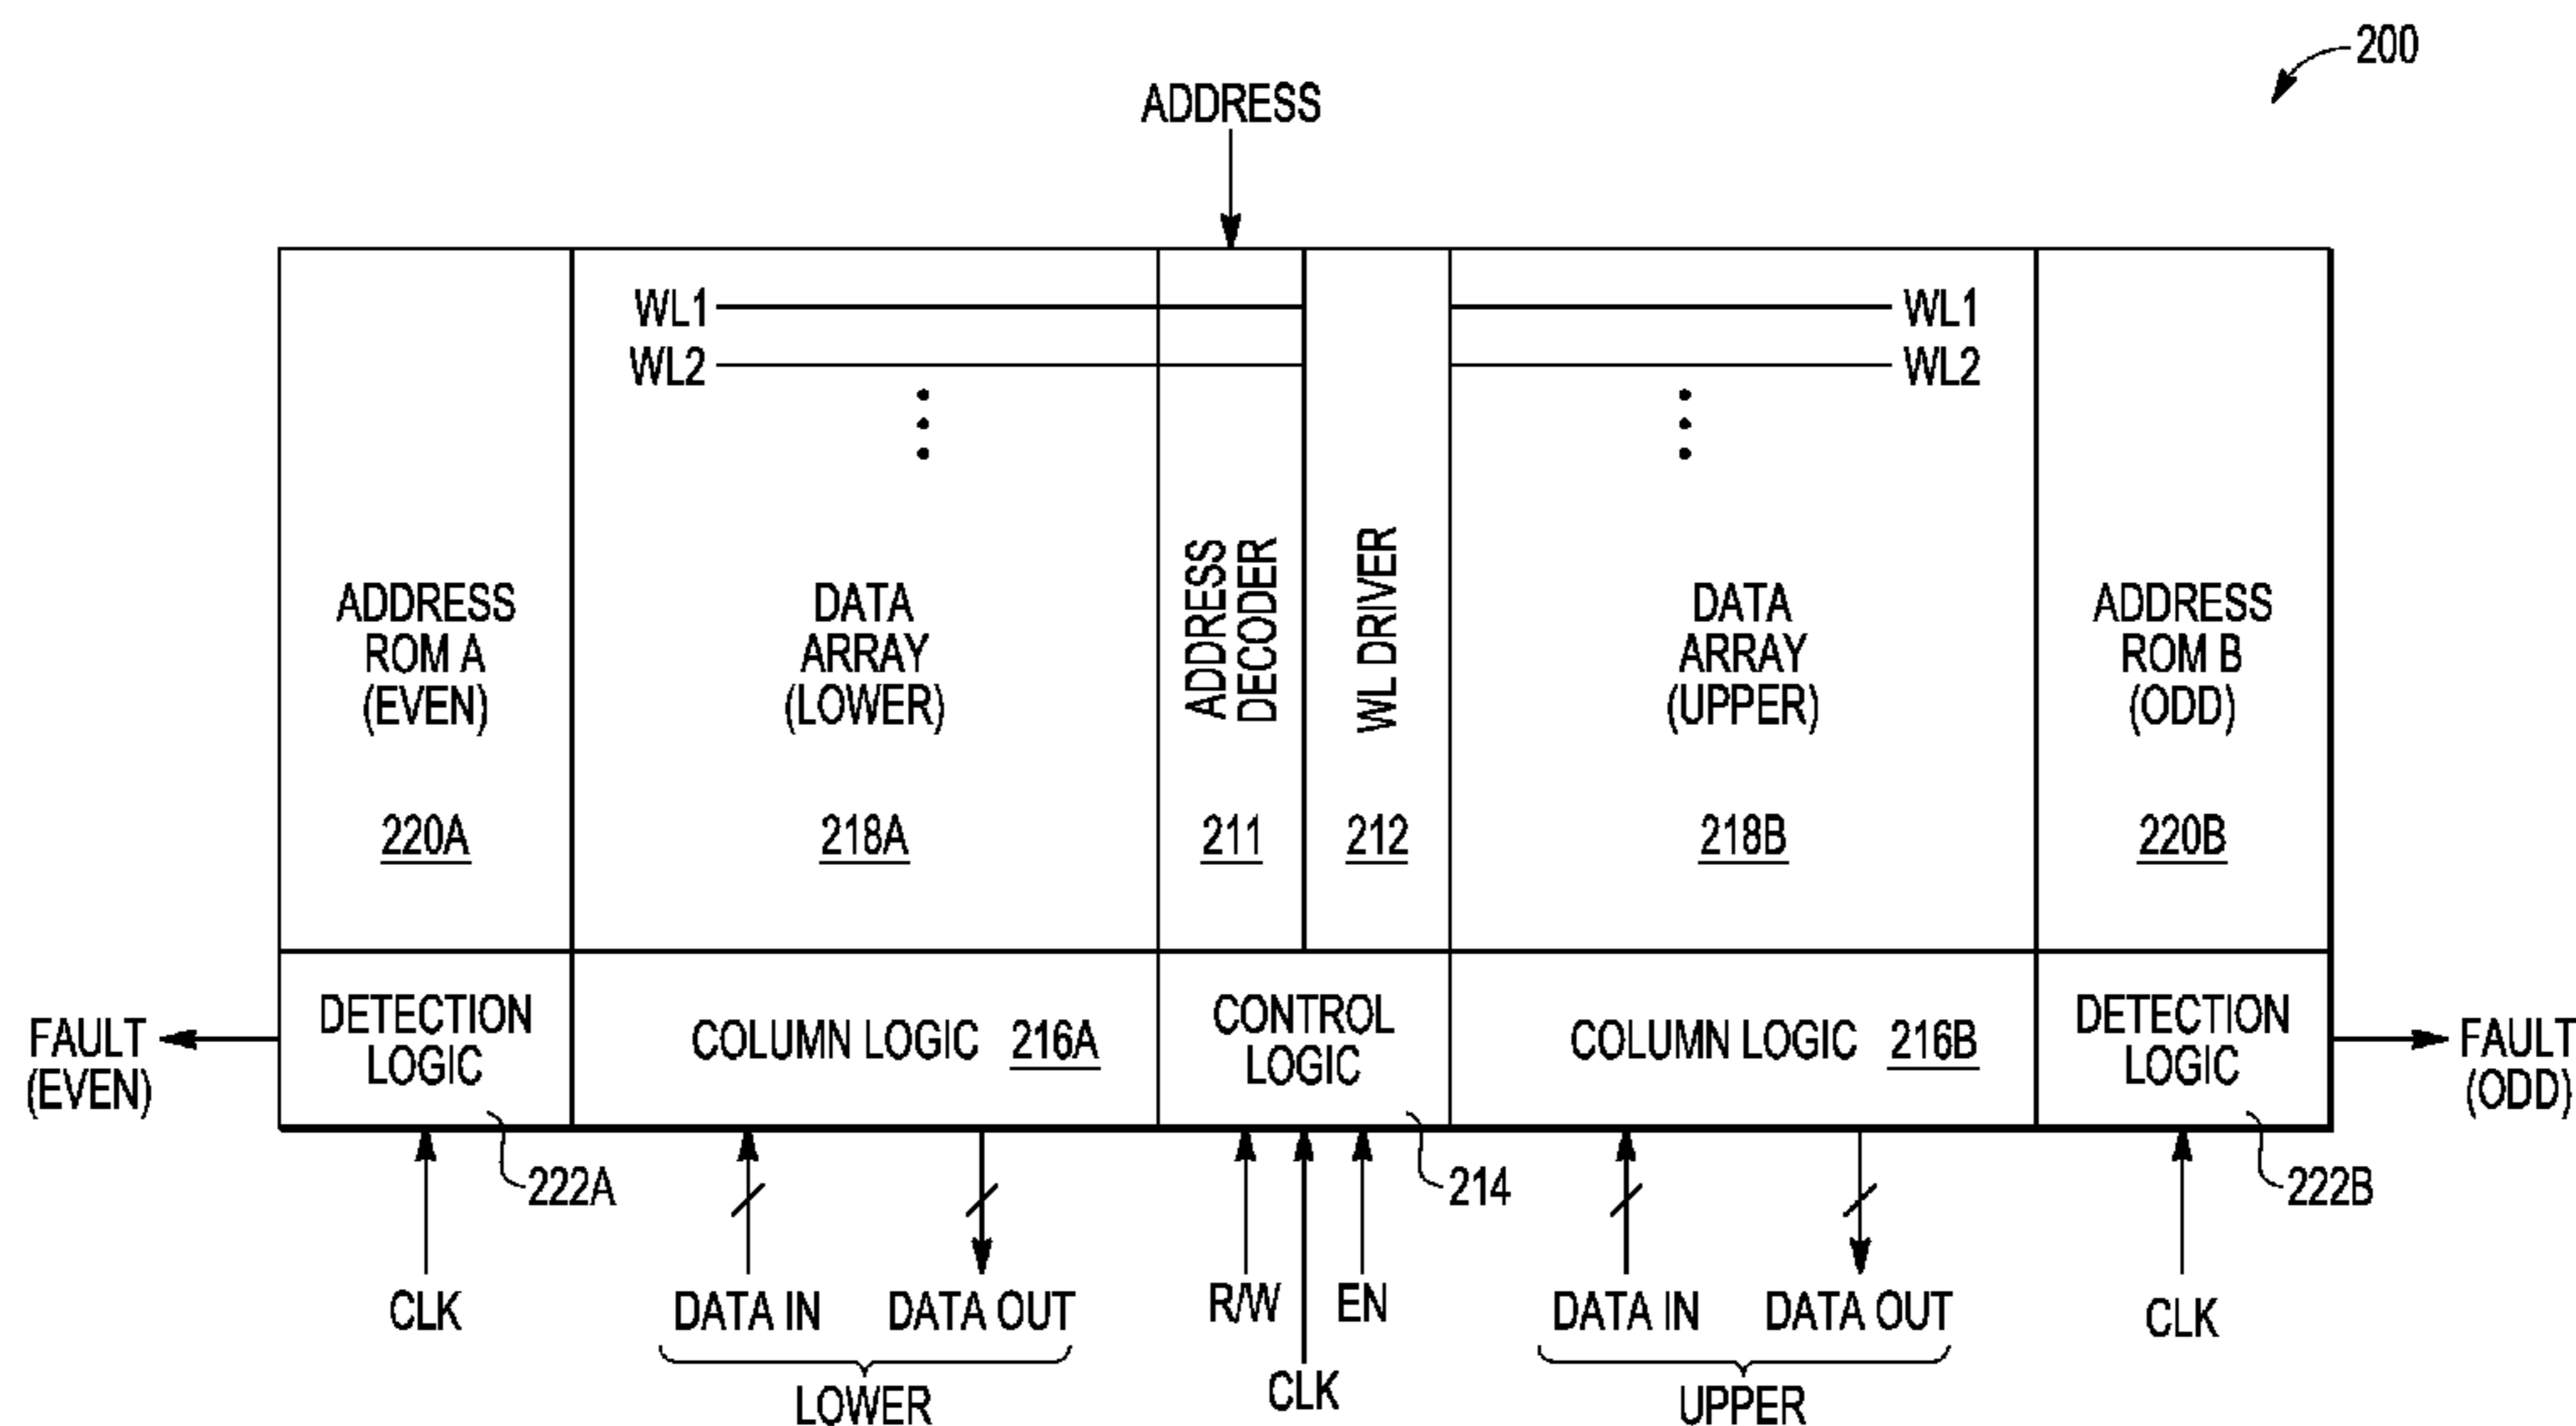 200
ADDRESS
WL1
WL1
WL2
WL2
ADDRESS
ROM A
(EVEN)
220A
DATA
ARRAY
(LOWER)
218A
ADDRESS
DECODER
211
WL DRIVER
212
DATA
ARRAY
(UPPER)
218B
ADDRESS
ROM B
(ODD)
220B
FAULT
(EVEN)
DETECTION
LOGIC
COLUMN LOGIC 216A
CONTROL
LOGIC
COLUMN LOGIC 216B
DETECTION
LOGIC
FAULT
(ODD)
222A
214
222B
CLK
DATA IN
DATA OUT
R/W
EN
DATA IN
DATA OUT
CLK
LOWER
CLK
UPPER